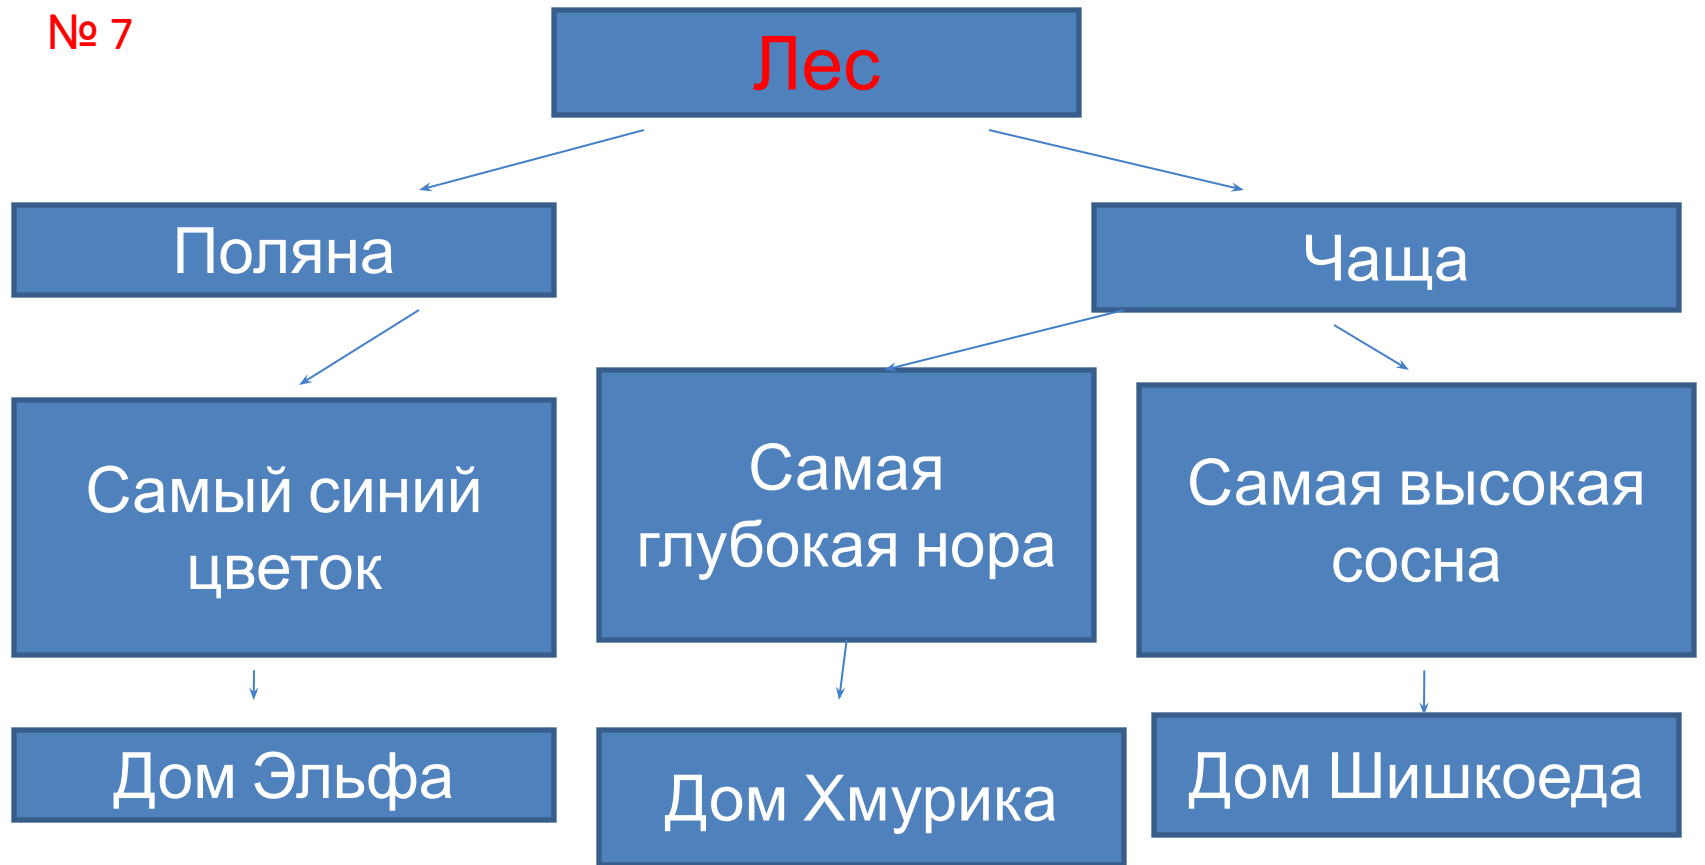 № 7
Лес
Поляна
Чаща
Самый синий
цветок
Самая
глубокая нора
Самая высокая
сосна
Дом Эльфа
Дом Хмурика
Дом Шишкоеда